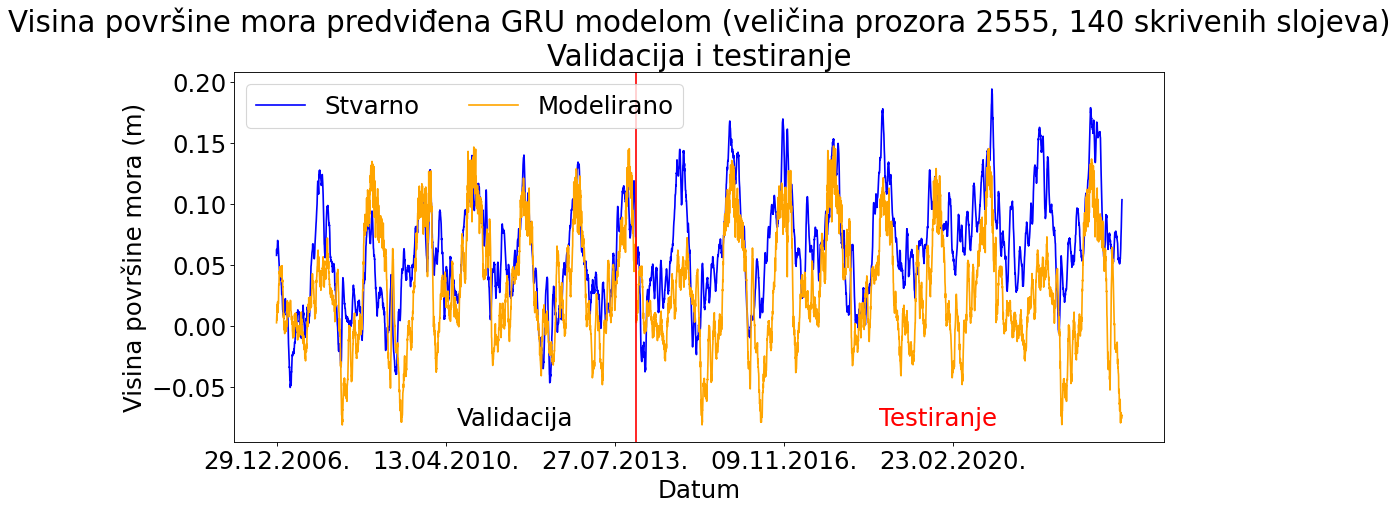 Visina površine mora predviđena GRU modelom (veličina prozora 2555, 140 skrivenih slojeva)
Validacija i testiranje
Stvarno
Modelirano
Visina površine mora (m)
0.20
0.15
0.10
0.05
0.00
−0.05
Validacija
Testiranje
29.12.2006.
13.04.2010.
27.07.2013.
09.11.2016.
23.02.2020.
Datum